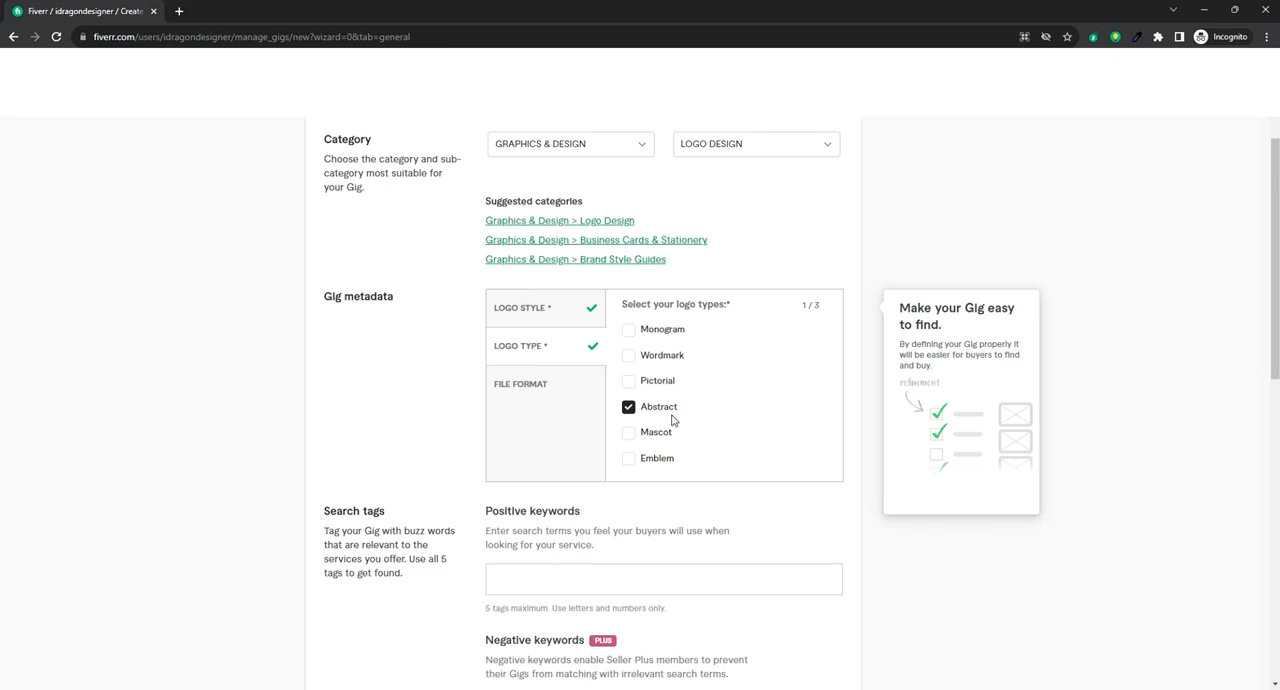 Fiverr / idragondesigner / Create
fiverr.com/users/idragondesigner/manage_gigs/new?wizard=0&tab=general
Incognito
Category
Choose the category and sub-
category most suitable for
your Gig.
GRAPHICS & DESIGN
LOGO DESIGN
Suggested categories
Graphics & Design > Logo Design
Graphics & Design > Business Cards & Stationery
Graphics & Design > Brand Style Guides
Gig metadata
LOGO STYLE *
LOGO TYPE *
FILE FORMAT
Select your logo types:*
1 / 3
Monogram
Wordmark
Pictorial
Abstract
Mascot
Emblem
Make your Gig easy
to find.
By defining your Gig properly it
will be easier for buyers to find
and buy.
refinement
Search tags
Tag your Gig with buzz words
that are relevant to the
services you offer. Use all 5
tags to get found.
Positive keywords
Enter search terms you feel your buyers will use when
looking for your service.
5 tags maximum. Use letters and numbers only.
Negative keywords PLUS
Negative keywords enable Seller Plus members to prevent
their Gigs from matching with irrelevant search terms.